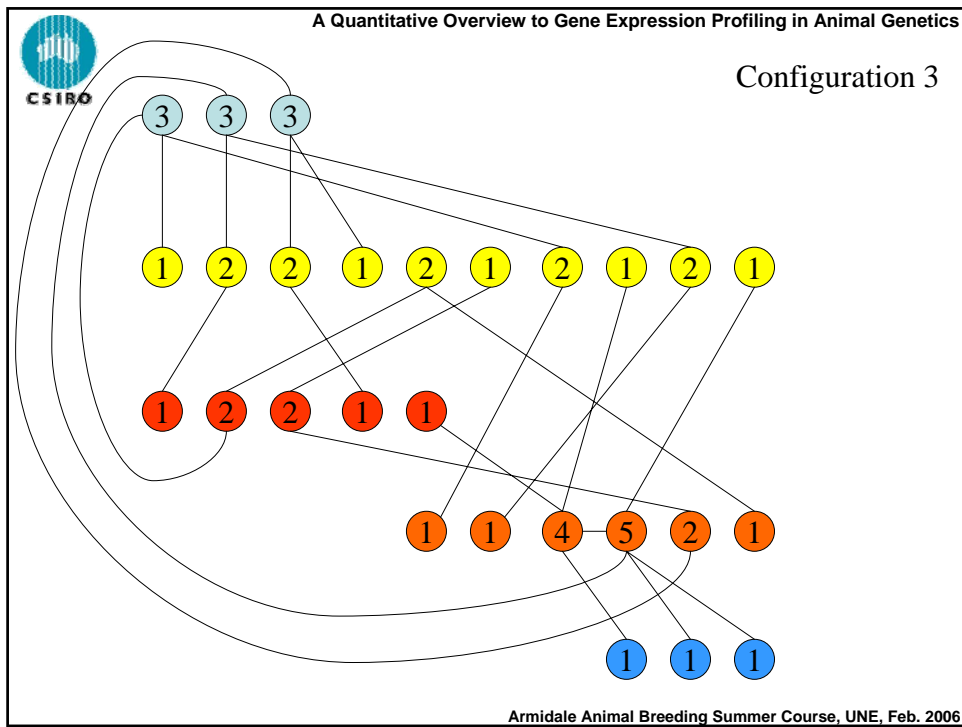 A Quantitative Overview to Gene Expression Profiling in Animal Genetics
CSIRO
Configuration 3
3 3 3
1 2 2 1 2 1 2 1 2 1
1 2 2 1 1
1 1 4 5 2 1
1 1 1
Armidale Animal Breeding Summer Course, UNE, Feb. 2006